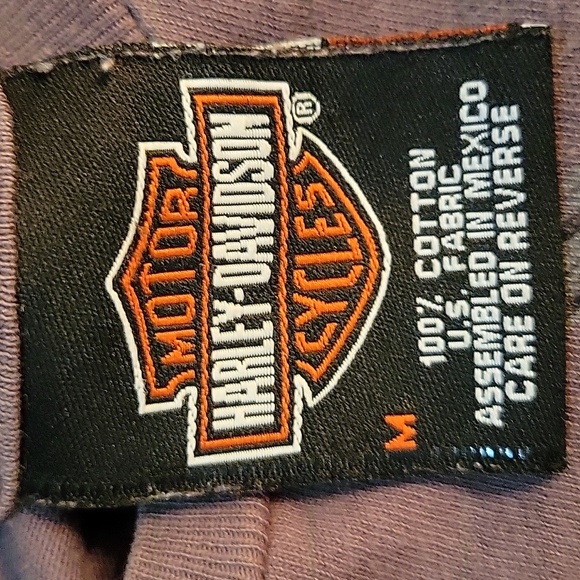 MOTOR
HARLEY-DAVIDSON
®
CYCLES
M
100% COTTON
U.S. FABRIC
ASSEMBLED IN MEXICO
CARE ON REVERSE